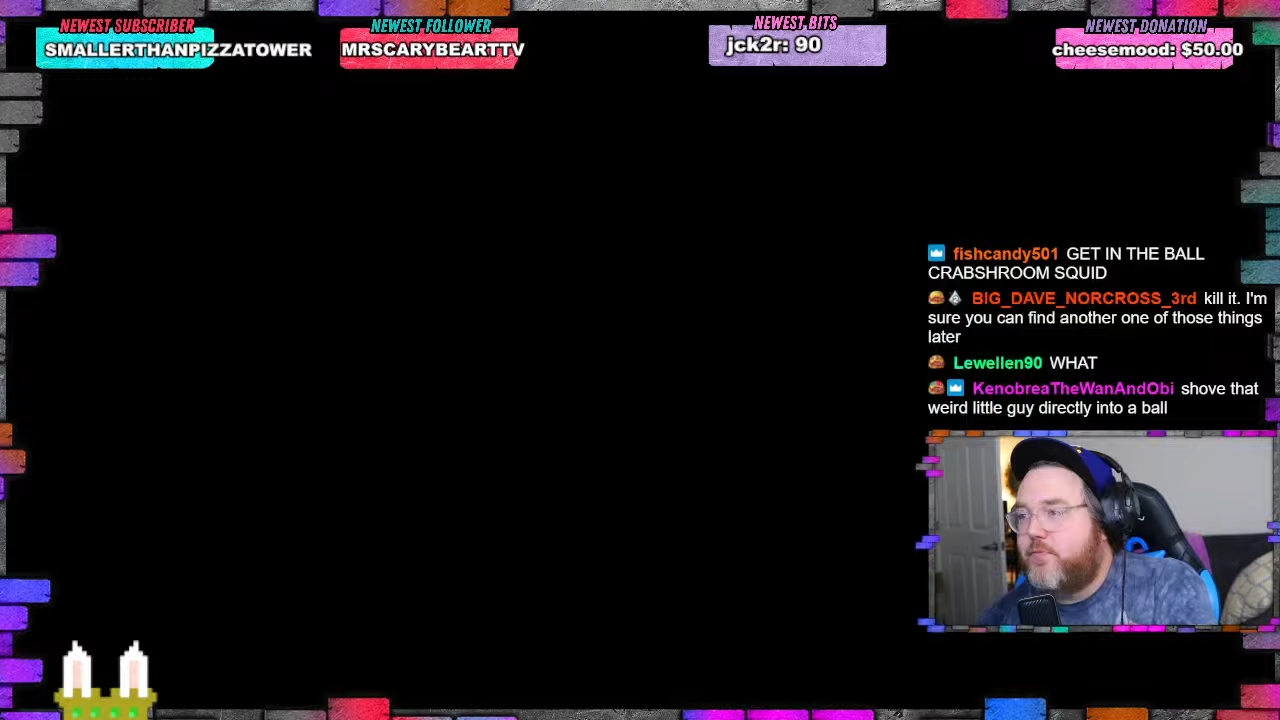 NEWEST SUBSCRIBER
SMALLERTHANPIZZATOWER
NEWEST FOLLOWER
MRSCARYBEARTTV
NEWEST BITS
jck2r: 90
NEWEST DONATION
cheesemood: $50.00
fishcandy501 GET IN THE BALL
CRABSHROOM SQUID
BIG_DAVE_NORCROSS_3rd kill it. I'm
sure you can find another one of those things
later
Lewellen90 WHAT
KenobreaTheWanAndObi shove that
weird little guy directly into a ball